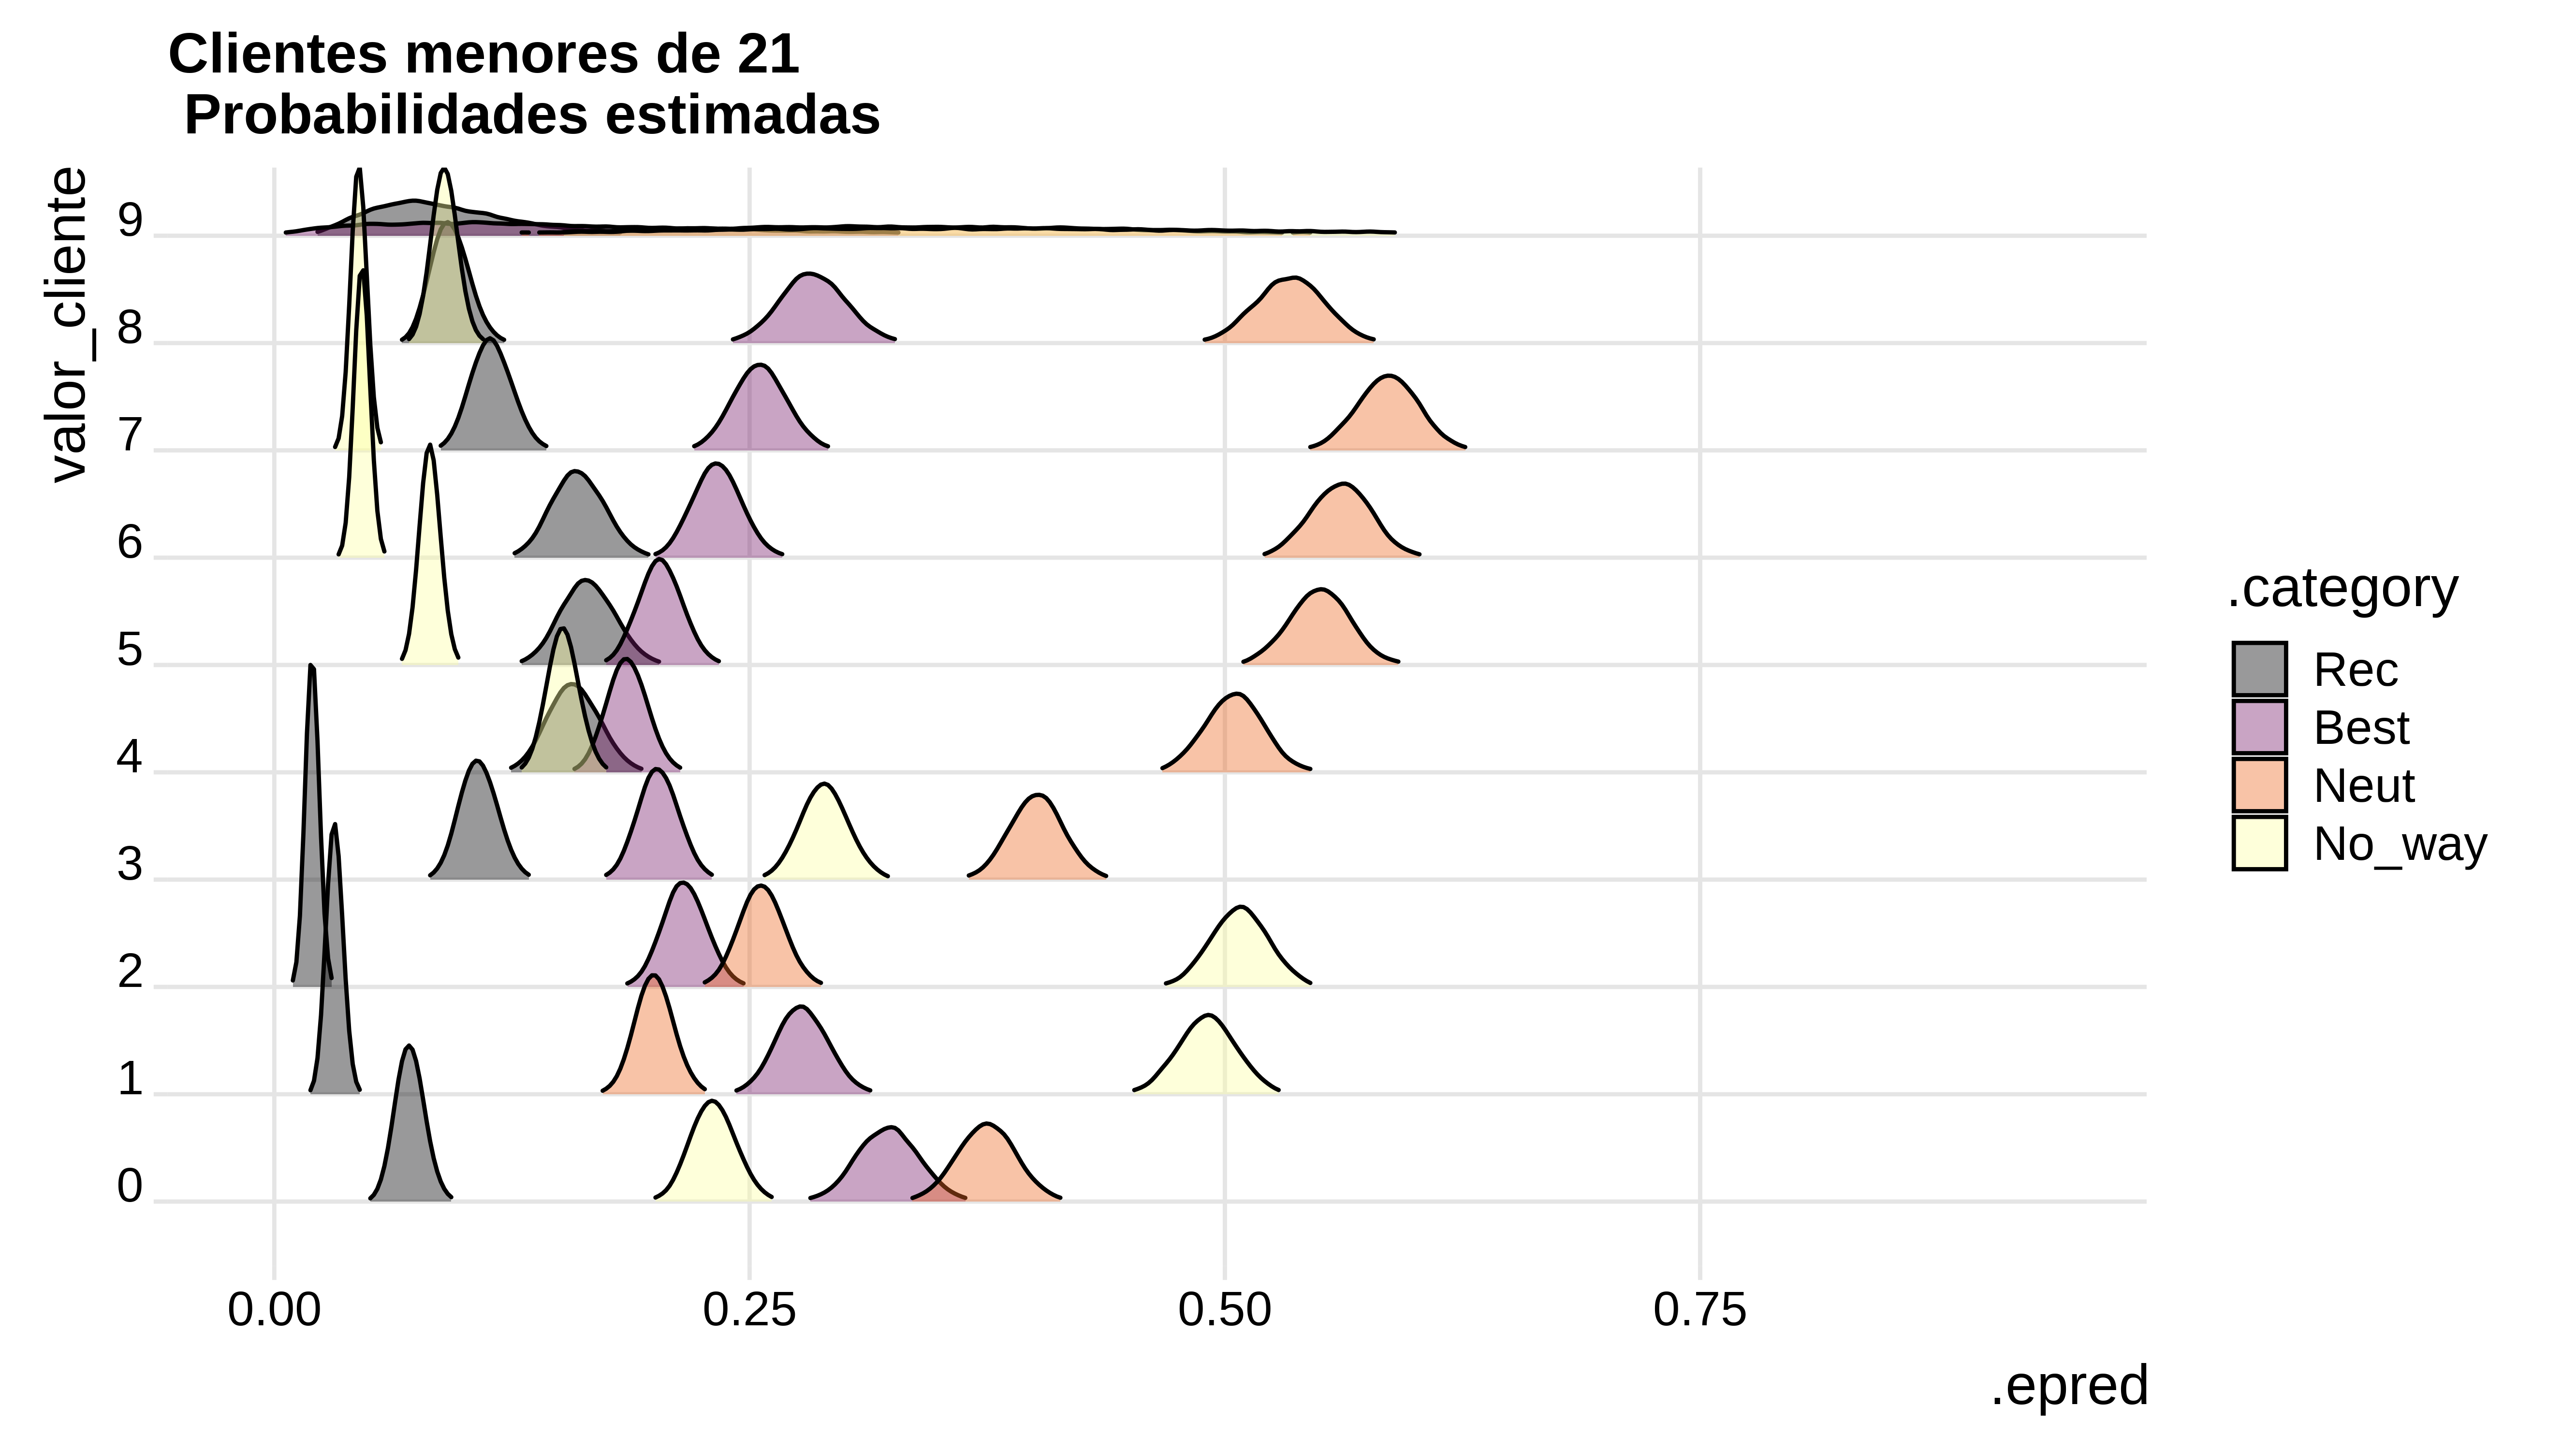 Clientes menores de 21
Probabilidades estimadas
valor_cliente
9
8
7
6
5
4
3
2
1
0
0.00 0.25 0.50 0.75
.epred
.category
Rec
Best
Neut
No_way